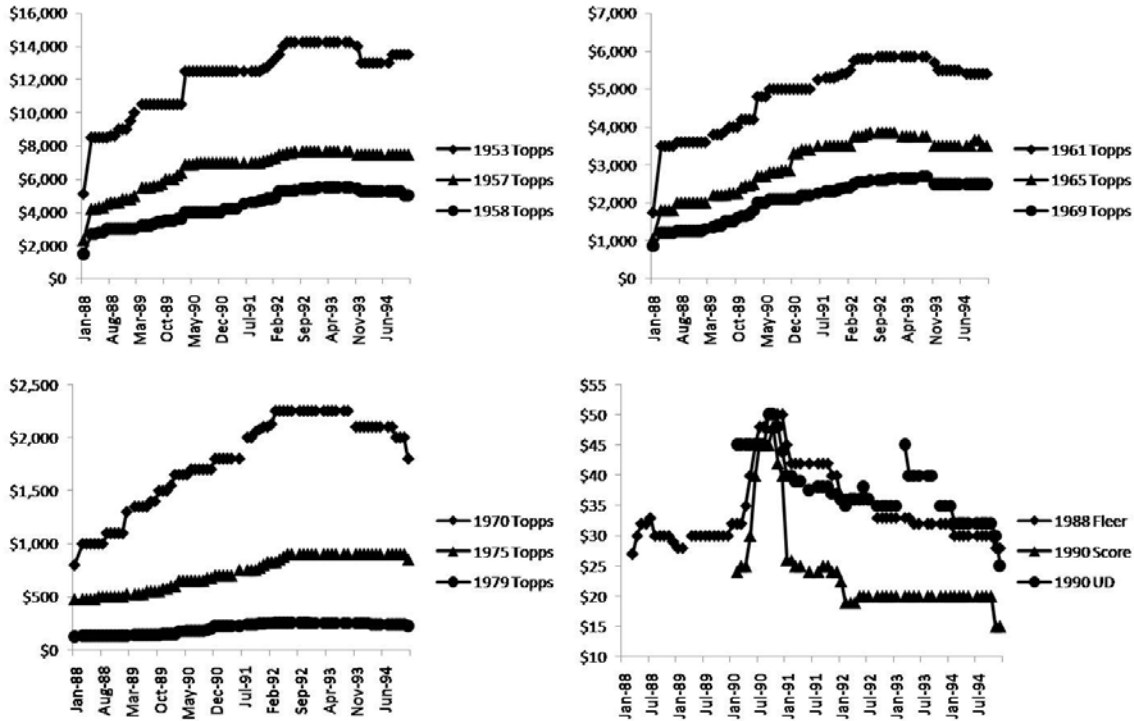 $16,000
$14,000
$12,000
$10,000
$8,000
$6,000
$4,000
$2,000
$0
Jan-88
Aug-88
Mar-89
Oct-89
May-90
Dec-90
Jul-91
Feb-92
Sep-92
Apr-93
Nov-93
Jun-94
1953 Topps
1957 Topps
1958 Topps
$7,000
$6,000
$5,000
$4,000
$3,000
$2,000
$1,000
$0
Jan-88
Aug-88
Mar-89
Oct-89
May-90
Dec-90
Jul-91
Feb-92
Sep-92
Apr-93
Nov-93
Jun-94
1961 Topps
1965 Topps
1969 Topps
$2,500
$2,000
$1,500
$1,000
$500
$0
Jan-88
Aug-88
Mar-89
Oct-89
May-90
Dec-90
Jul-91
Feb-92
Sep-92
Apr-93
Nov-93
Jun-94
1970 Topps
1975 Topps
1979 Topps
$55
$50
$45
$40
$35
$30
$25
$20
$15
$10
Jan-88
Jul-88
Jan-89
Jul-89
Jan-90
Jul-90
Jan-91
Jul-91
Jan-92
Jul-92
Jan-93
Jul-93
Jan-94
Jul-94
1988 Fleer
1990 Score
1990 UD